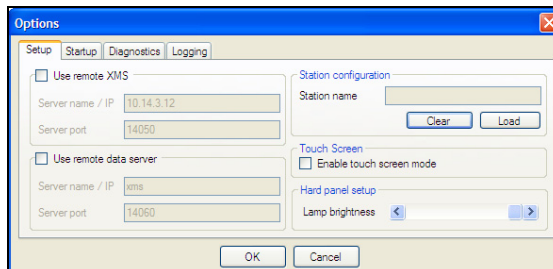 Options
Setup Startup Diagnostics Logging
Use remote XMS
Server name / IP 10.14.3.12
Server port 14050
Use remote data server
Server name / IP xms
Server port 14060
Station configuration
Station name
Clear Load
Touch Screen
Enable touch screen mode
Hard panel setup
Lamp brightness
OK Cancel